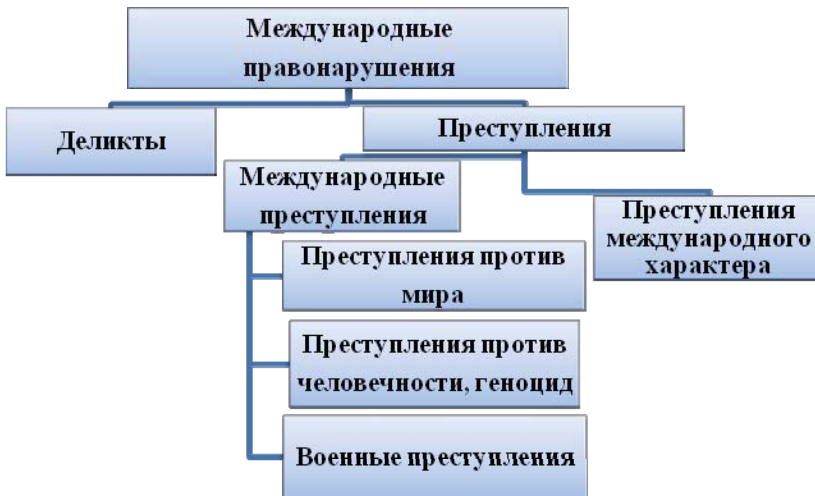 Международные
правонарушения
Деликты
Преступления
Международные
преступления
Преступления
международного
характера
Преступления против
мира
Преступления против
человечности, геноцид
Военные преступления